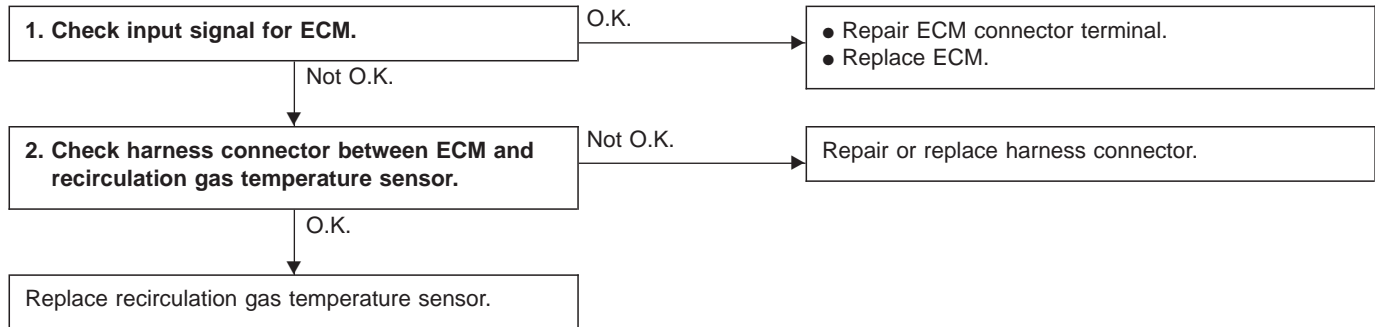 1. Check input signal for ECM.
O.K.
● Repair ECM connector terminal.
● Replace ECM.
Not O.K.
2. Check harness connector between ECM and
recirculation gas temperature sensor.
Not O.K.
Repair or replace harness connector.
O.K.
Replace recirculation gas temperature sensor.